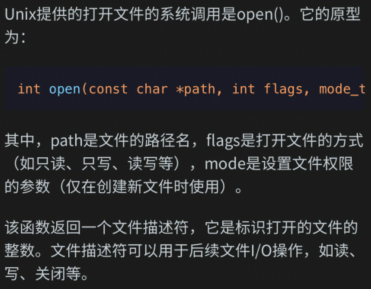 Unix提供的打开文件的系统调用是open()。它的原型
为：
int open(const char *path, int flags, mode_t
其中，path是文件的路径名，flags是打开文件的方式
（如只读、只写、读写等），mode是设置文件权限
的参数（仅在创建新文件时使用）。
该函数返回一个文件描述符，它是标识打开的文件的
整数。文件描述符可以用于后续文件I/O操作，如读、
写、关闭等。